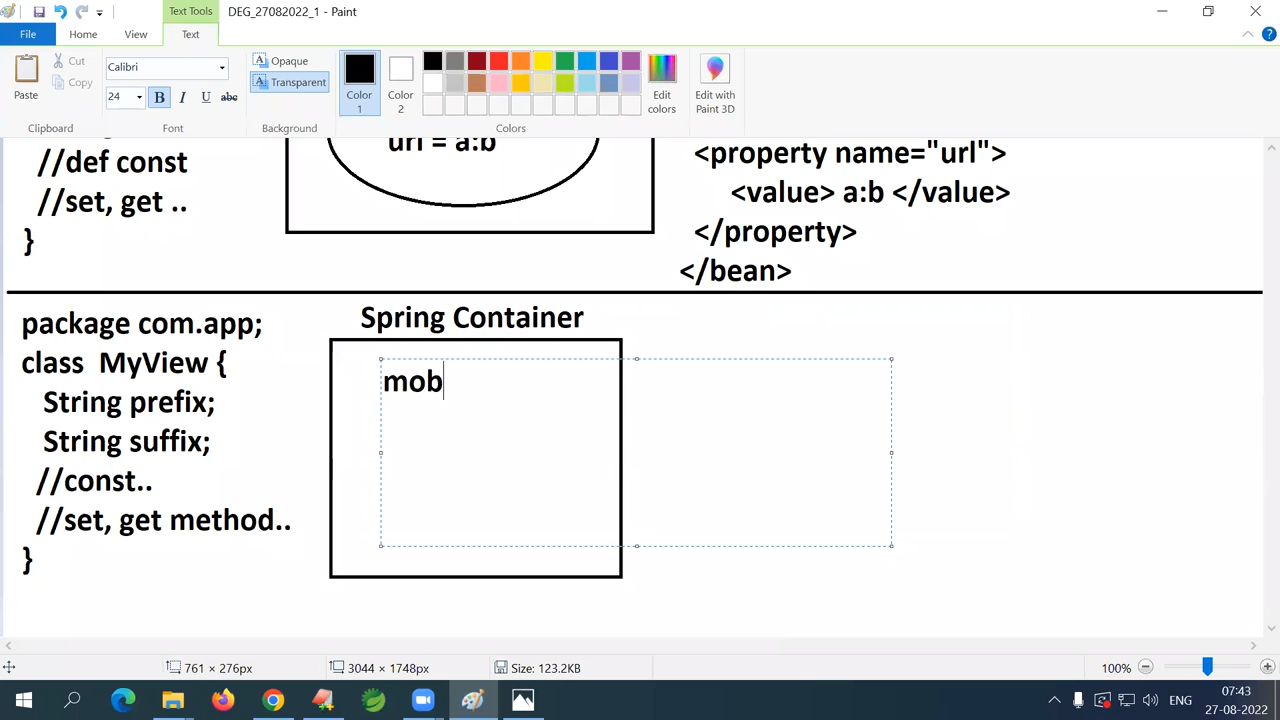 Text Tools
DEG_27082022_1 - Paint
File
Home
View
Text
Paste
Cut
Copy
Clipboard
Calibri
24
B I U abc
Font
Opaque
Transparent
Background
Color 1
Color 2
Edit colors
Colors
Edit with Paint 3D
//def const
//set, get ..
}
url = a:b
<property name="url">
<value> a:b </value>
</property>
</bean>
package com.app;
class MyView {
String prefix;
String suffix;
//const..
//set, get method..
}
Spring Container
mob
761 × 276px
3044 × 1748px
Size: 123.2KB
100%
ENG
07:43
27-08-2022